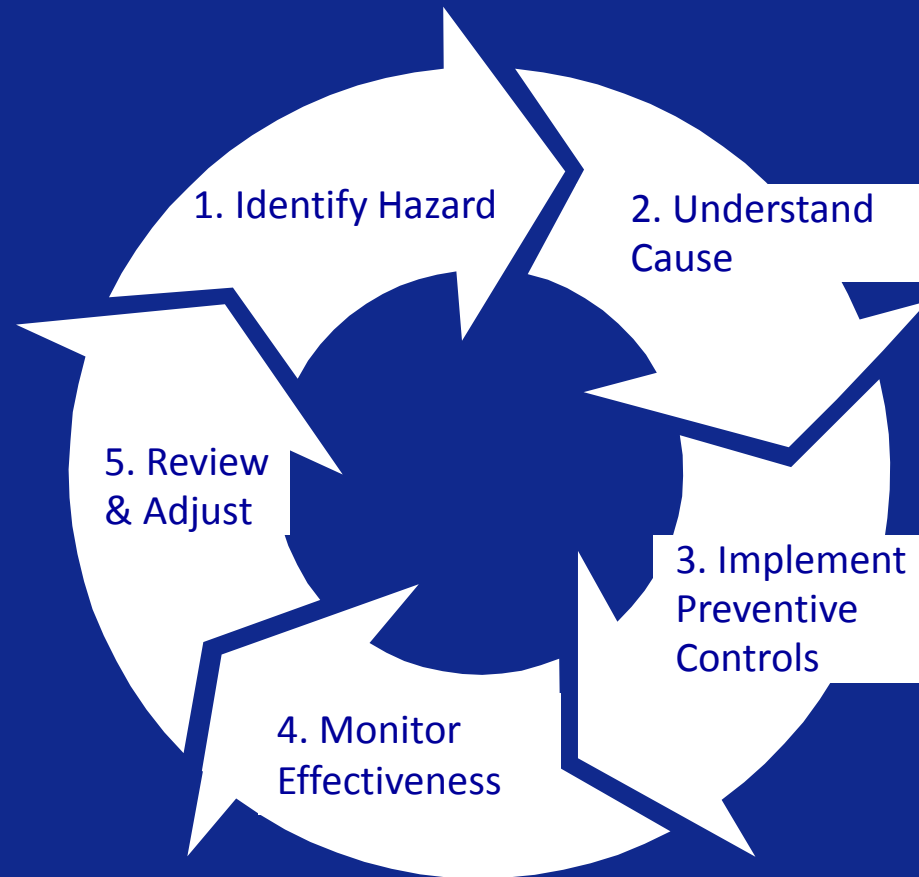 1. Identify Hazard
2. Understand
Cause
3. Implement
Preventive
Controls
4. Monitor
Effectiveness
5. Review
& Adjust